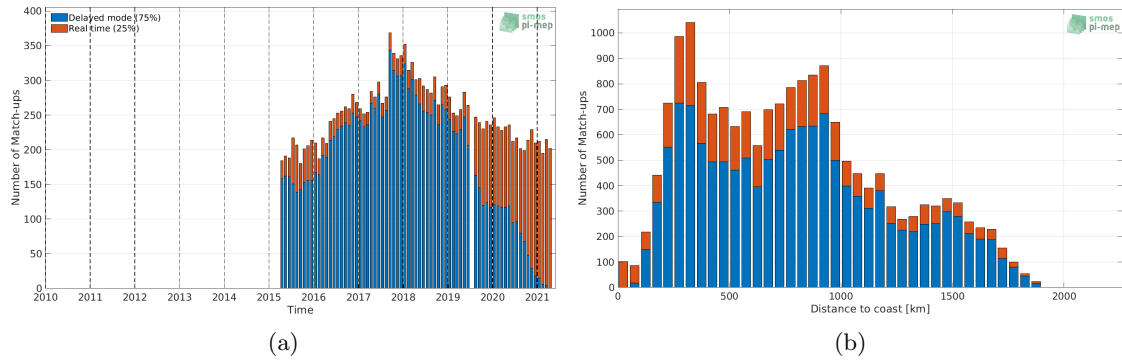 Delayed mode (75%)
Real time (25%)
smos
pi-mep
400
350
300
250
200
150
100
50
0
Number of Match-ups
2010 2011 2012 2013 2014 2015 2016 2017 2018 2019 2020 2021
Time
(a)
smos
pi-mep
1000
900
800
700
600
500
400
300
200
100
0
Number of Match-ups
0 500 1000 1500 2000
Distance to coast [km]
(b)